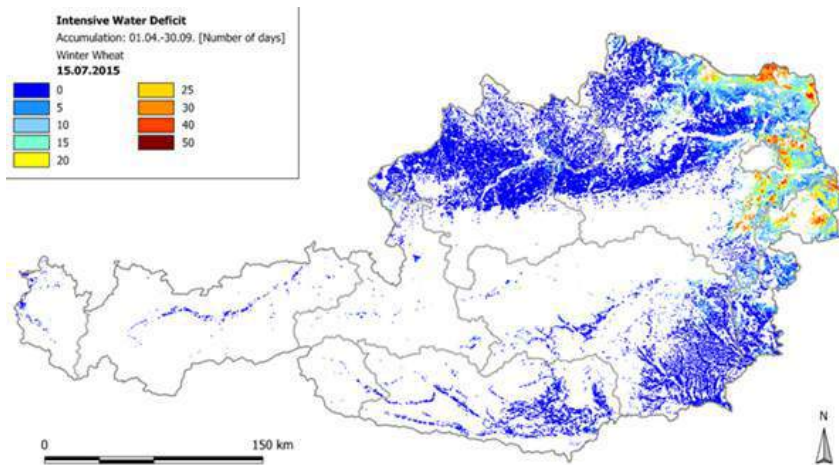 Intensive Water Deficit
Accumulation: 01.04.-30.09. [Number of days]
Winter Wheat
15.07.2015
0 25
5 30
10 40
15 50
20
N
0 150 km